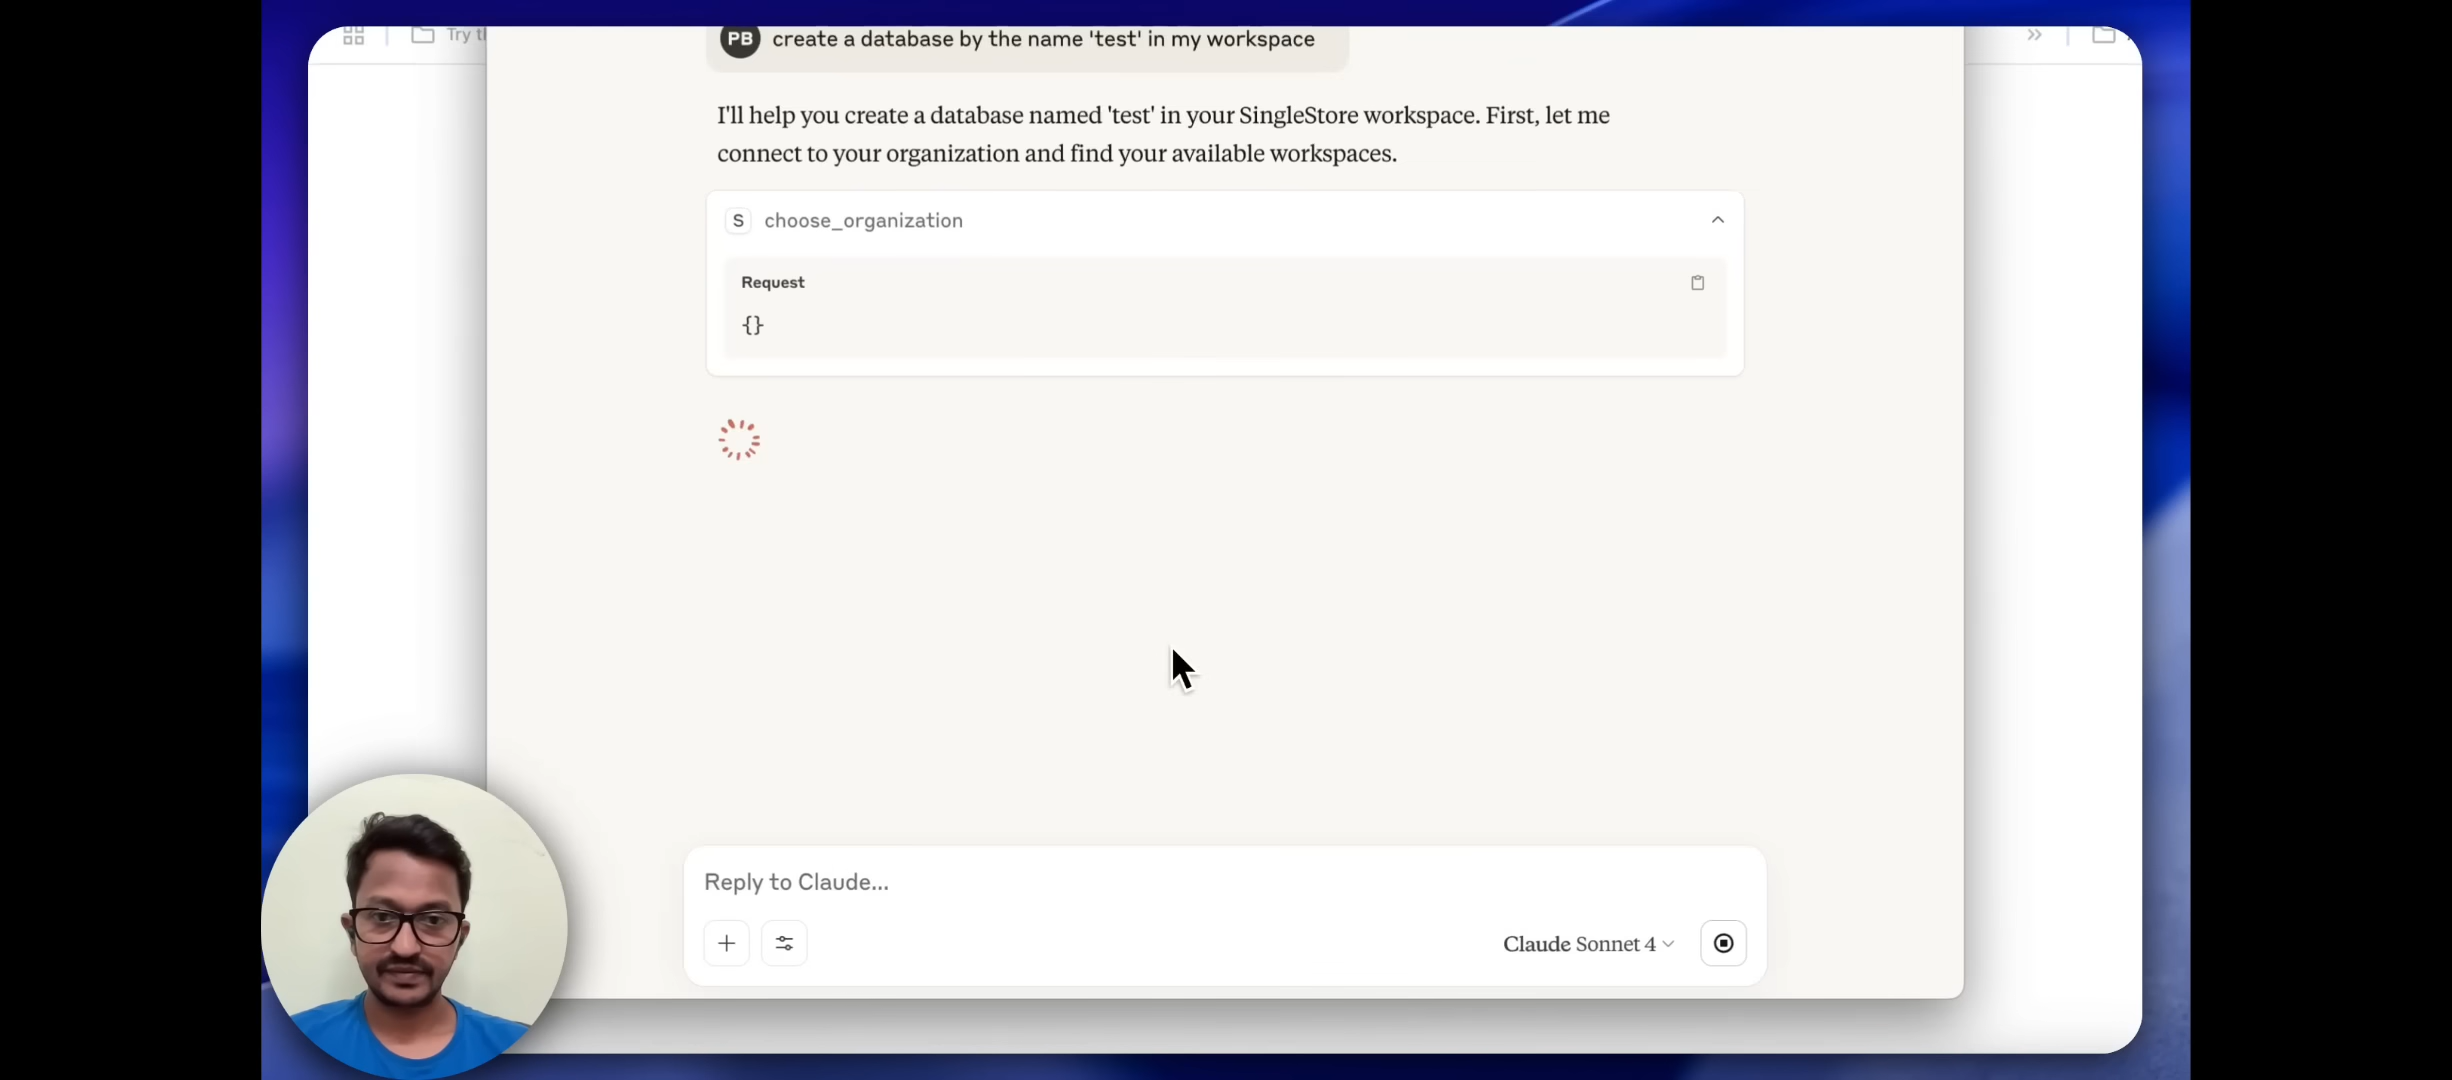 Try
PB create a database by the name 'test' in my workspace
I'll help you create a database named 'test' in your SingleStore workspace. First, let me
connect to your organization and find your available workspaces.
S choose_organization
Request
{}
Reply to Claude...
Claude Sonnet 4